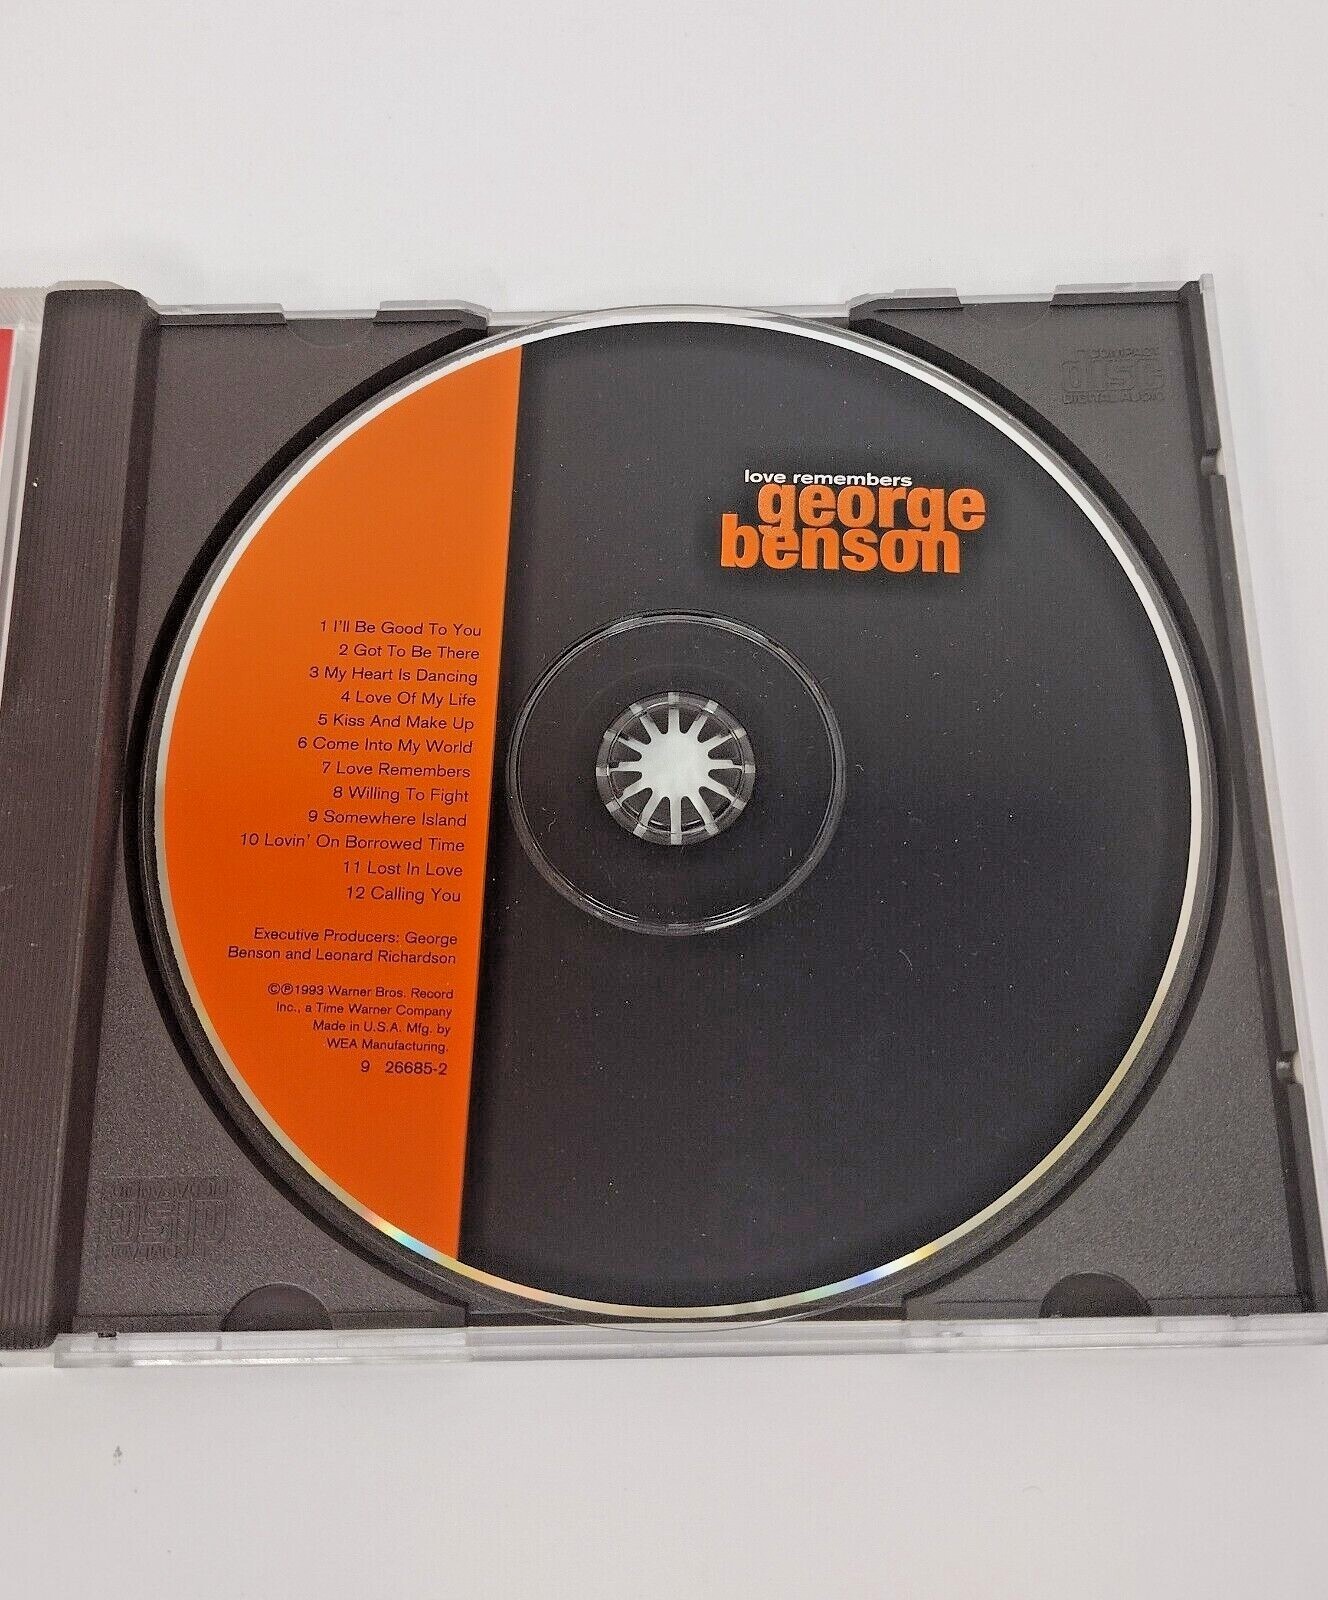 COMPACT
disc
DIGITAL AUDIO
love remembers
george
benson
1 I'll Be Good To You
2 Got To Be There
3 My Heart Is Dancing
4 Love Of My Life
5 Kiss And Make Up
6 Come Into My World
7 Love Remembers
8 Willing To Fight
9 Somewhere Island
10 Lovin' On Borrowed Time
11 Lost In Love
12 Calling You
Executive Producers: George
Benson and Leonard Richardson
©℗1993 Warner Bros. Record
Inc., a Time Warner Company
Made in U.S.A. Mfg. by
WEA Manufacturing.
9 26685-2